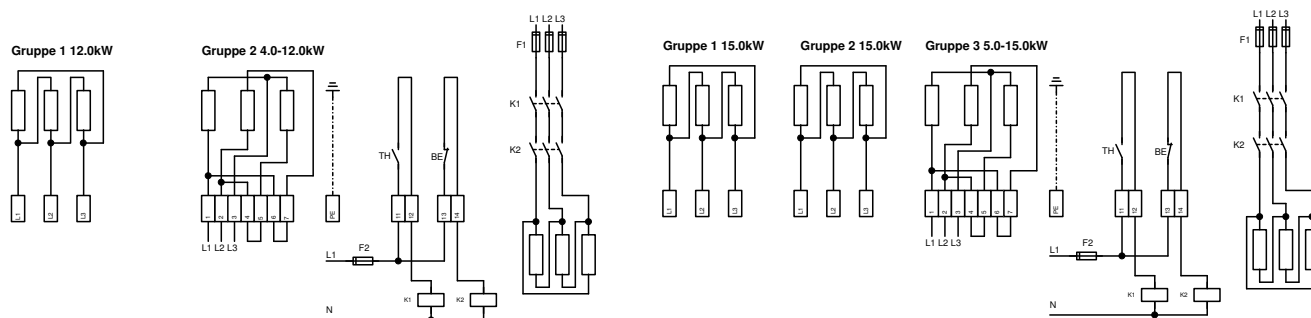 L1 L2 L3
F1
Gruppe 1 12.0kW
Gruppe 2 4.0-12.0kW
K1
K2
TH
BE
L1
L2
L3
1
2
3
4
5
6
7
PE
11
12
13
14
L1 L2 L3
L1
F2
K1
K2
N
L1 L2 L3
F1
Gruppe 1 15.0kW
Gruppe 2 15.0kW
Gruppe 3 5.0-15.0kW
K1
K2
TH
BE
L1
L2
L3
L1
L2
L3
1
2
3
4
5
6
7
PE
11
12
13
14
L1 L2 L3
L1
F2
K1
K2
N